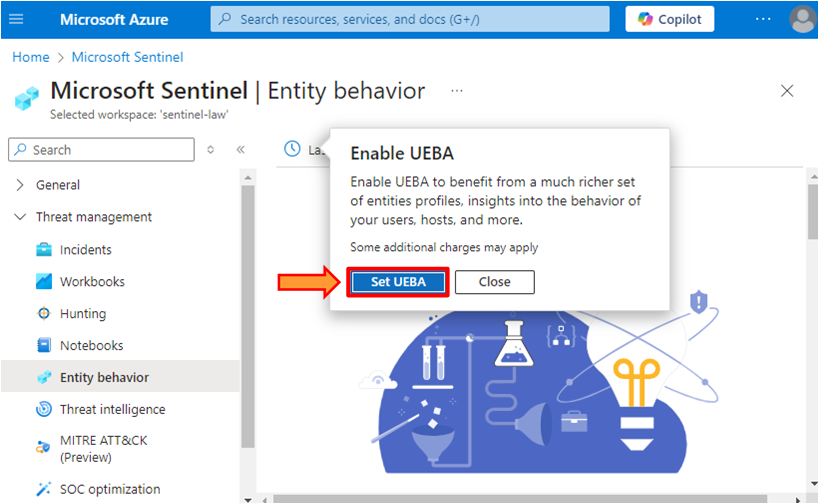 Microsoft Azure
Search resources, services, and docs (G+/)
Copilot
...
Home > Microsoft Sentinel
Microsoft Sentinel | Entity behavior
...
Selected workspace: 'sentinel-law'
Search
General
Threat management
Incidents
Workbooks
Hunting
Notebooks
Entity behavior
Threat intelligence
MITRE ATT&CK
(Preview)
SOC optimization
La
Enable UEBA
Enable UEBA to benefit from a much richer set
of entities profiles, insights into the behavior of
your users, hosts, and more.
Some additional charges may apply
Set UEBA
Close